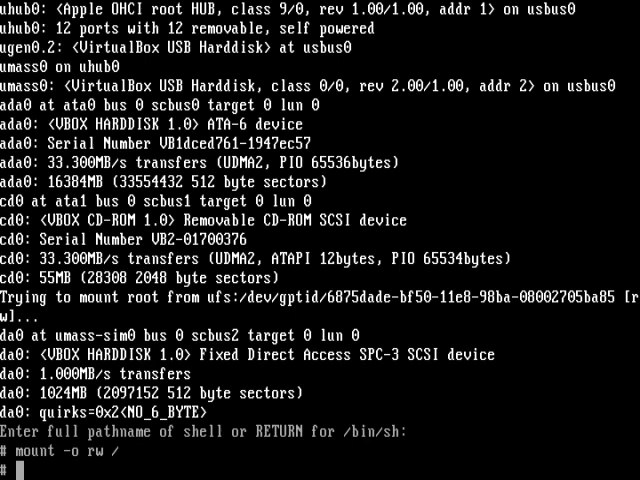 uhub0: <Apple OHCI root HUB, class 9/0, rev 1.00/1.00, addr 1> on usbus0
uhub0: 12 ports with 12 removable, self powered
ugen0.2: <VirtualBox USB Harddisk> at usbus0
umass0 on uhub0
umass0: <VirtualBox USB Harddisk, class 0/0, rev 2.00/1.00, addr 2> on usbus0
ada0 at ata0 bus 0 scbus0 target 0 lun 0
ada0: <VBOX HARDDISK 1.0> ATA-6 device
ada0: Serial Number VB1dced761-1947ec57
ada0: 33.300MB/s transfers (UDMA2, PIO 65536bytes)
ada0: 16384MB (33554432 512 byte sectors)
cd0 at ata1 bus 0 scbus1 target 0 lun 0
cd0: <VBOX CD-ROM 1.0> Removable CD-ROM SCSI device
cd0: Serial Number VB2-01700376
cd0: 33.300MB/s transfers (UDMA2, ATAPI 12bytes, PIO 65534bytes)
cd0: 55MB (28308 2048 byte sectors)
Trying to mount root from ufs:/dev/gptid/6875dade-bf50-11e8-98ba-08002705ba85 [r
w]...
da0 at umass-sim0 bus 0 scbus2 target 0 lun 0
da0: <VBOX HARDDISK 1.0> Fixed Direct Access SPC-3 SCSI device
da0: 1.000MB/s transfers
da0: 1024MB (2097152 512 byte sectors)
da0: quirks=0x2<NO_6_BYTE>
Enter full pathname of shell or RETURN for /bin/sh:
# mount -o rw /
#